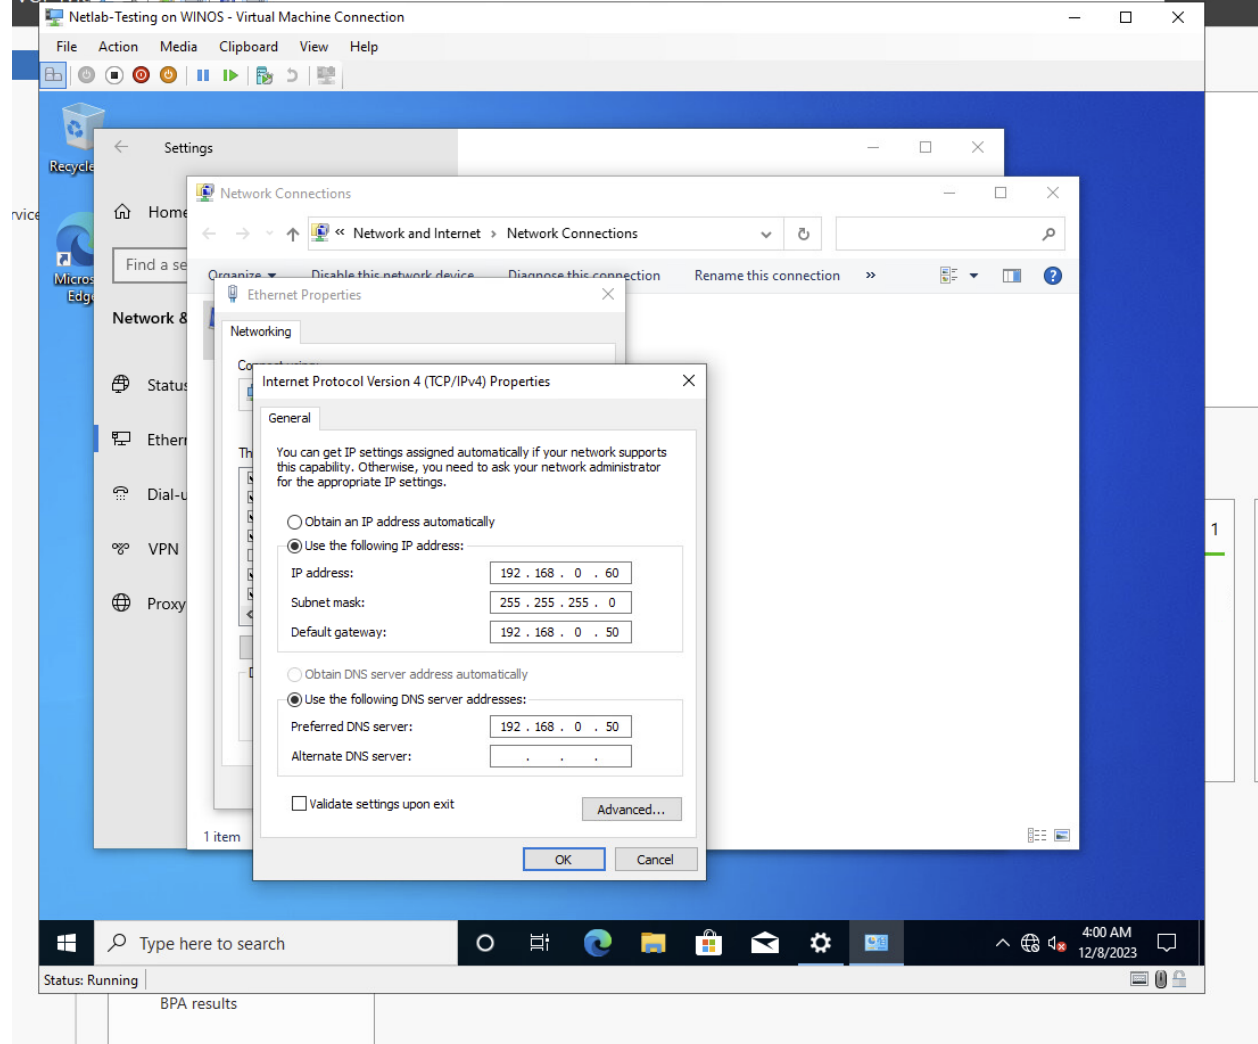 Netlab-Testing on WINOS - Virtual Machine Connection
File Action Media Clipboard View Help
Recycle
Settings
Network Connections
Home
« Network and Internet › Network Connections
Find a se
Organize Disable this network device Diagnose this connection Rename this connection »
Micros
Edge
Ethernet Properties
Network &
Networking
Internet Protocol Version 4 (TCP/IPv4) Properties
Status
General
Ethern
You can get IP settings assigned automatically if your network supports
this capability. Otherwise, you need to ask your network administrator
for the appropriate IP settings.
Th
Dial-u
Obtain an IP address automatically
1
Use the following IP address:
VPN
IP address: 192 . 168 . 0 . 60
Subnet mask: 255 . 255 . 255 . 0
Proxy
Default gateway: 192 . 168 . 0 . 50
Obtain DNS server address automatically
Use the following DNS server addresses:
Preferred DNS server: 192 . 168 . 0 . 50
Alternate DNS server: . . .
Validate settings upon exit
Advanced...
1 item
OK Cancel
Type here to search
4:00 AM
12/8/2023
Status: Running
BPA results